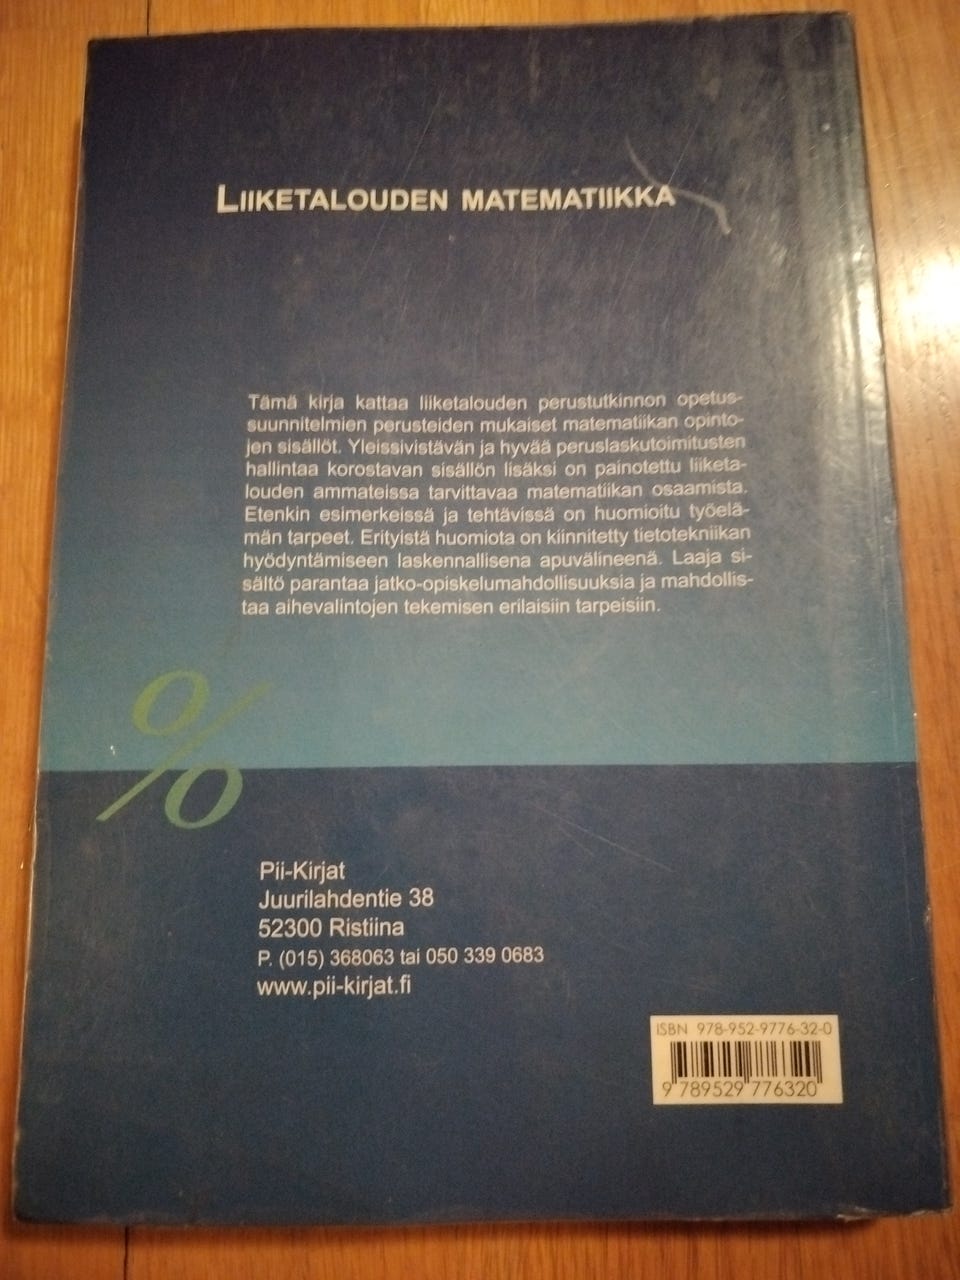 LIIKETALOUDEN MATEMATIIKKA
Tämä kirja kattaa liiketalouden perustutkinnon opetus-
suunnitelmien perusteiden mukaiset matematiikan opinto-
jen sisällöt. Yleissivistävän ja hyvää peruslaskutoimitusten
hallintaa korostavan sisällön lisäksi on painotettu liiketa-
louden ammateissa tarvittavaa matematiikan osaamista.
Etenkin esimerkeissä ja tehtävissä on huomioitu työelä-
män tarpeet. Erityistä huomiota on kiinnitetty tietotekniikan
hyödyntämiseen laskennallisena apuvälineenä. Laaja si-
sältö parantaa jatko-opiskelumahdollisuuksia ja mahdollis-
taa aihevalintojen tekemisen erilaisiin tarpeisiin.
%
Pii-Kirjat
Juurilahdentie 38
52300 Ristiina
P. (015) 368063 tai 050 339 0683
www.pii-kirjat.fi
ISBN 978-952-9776-32-0
9 789529 776320